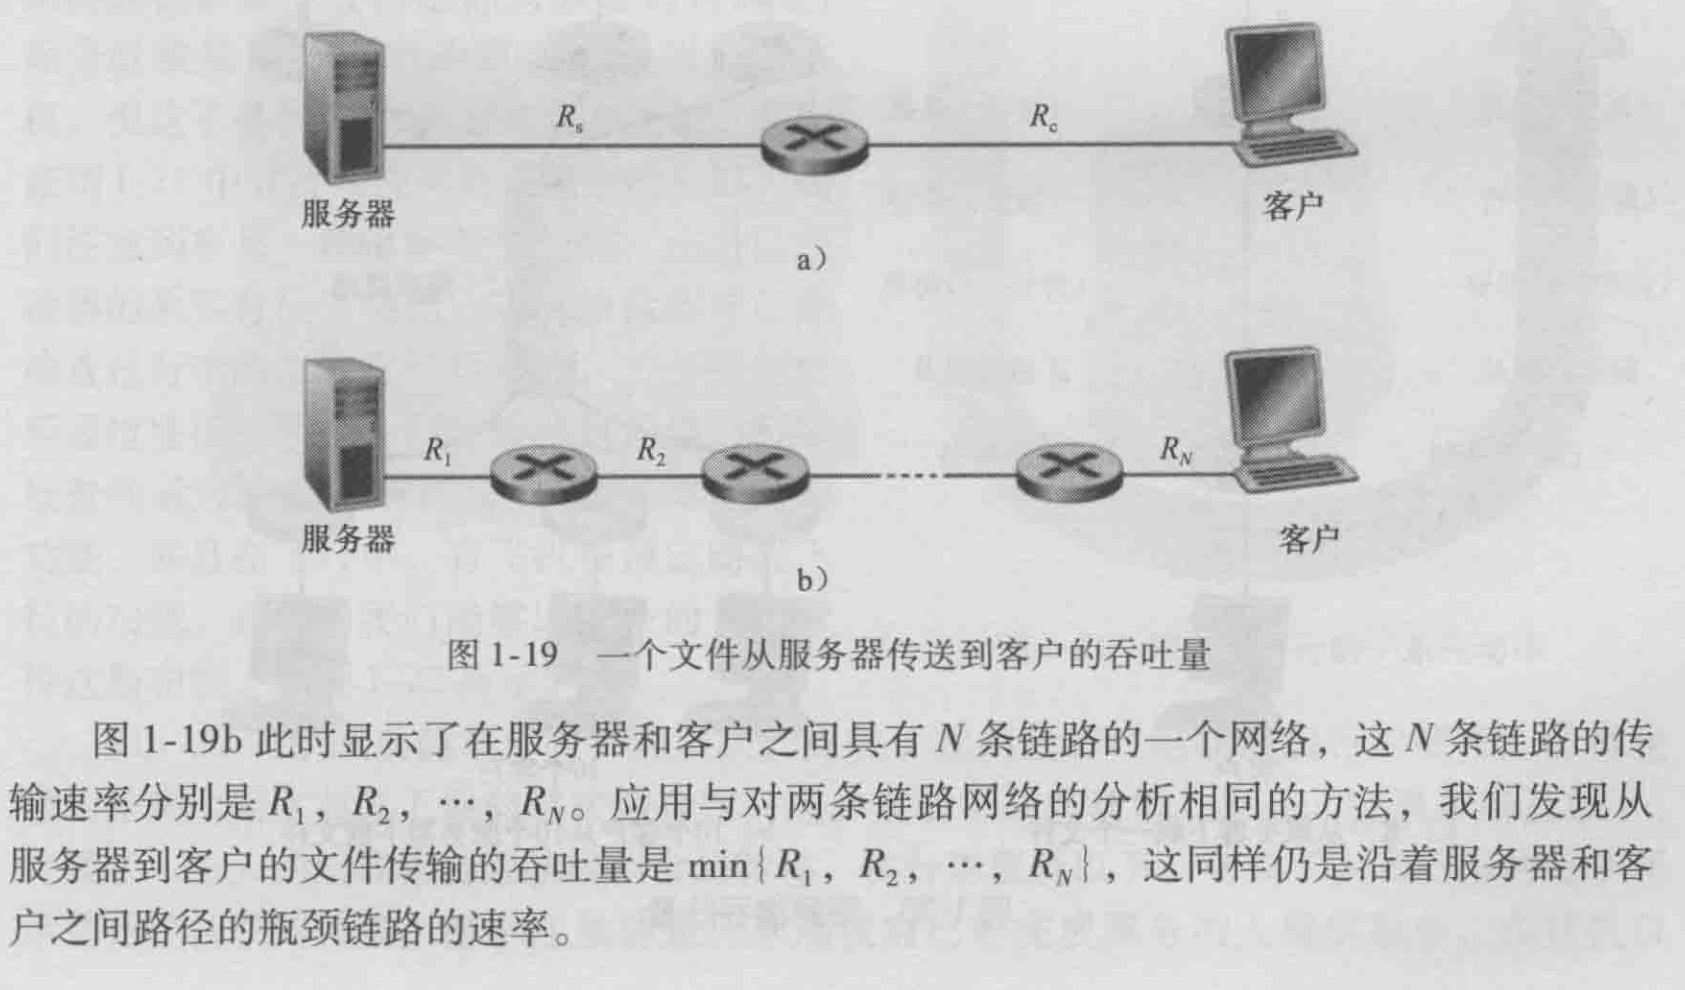 R_s R_c
服务器 客户
a）
R_1 R_2 R_N
服务器 客户
b）
图 1-19 一个文件从服务器传送到客户的吞吐量
图 1-19b 此时显示了在服务器和客户之间具有 N 条链路的一个网络，这 N 条链路的传
输速率分别是 R_1，R_2，…，R_N。应用与对两条链路网络的分析相同的方法，我们发现从
服务器到客户的文件传输的吞吐量是 min{R_1，R_2，…，R_N}，这同样仍是沿着服务器和客
户之间路径的瓶颈链路的速率。